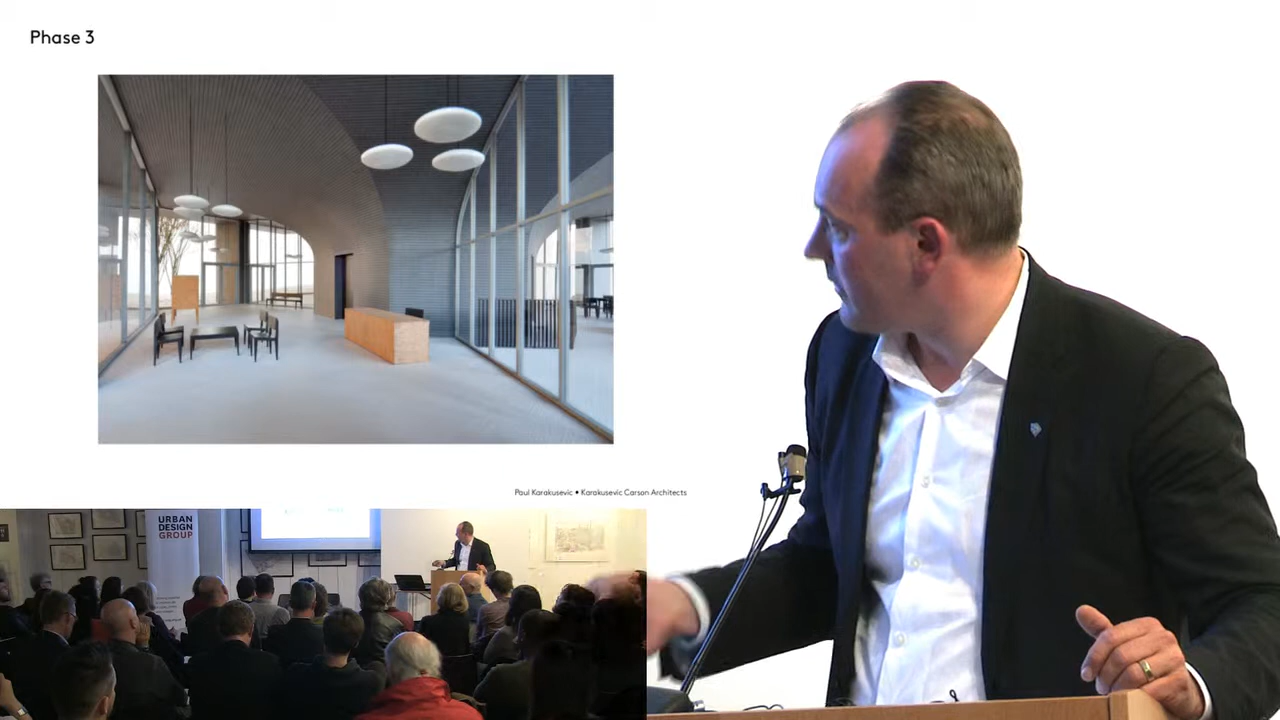 Phase 3
Paul Karakusevic • Karakusevic Carson Architects
URBAN
DESIGN
GROUP